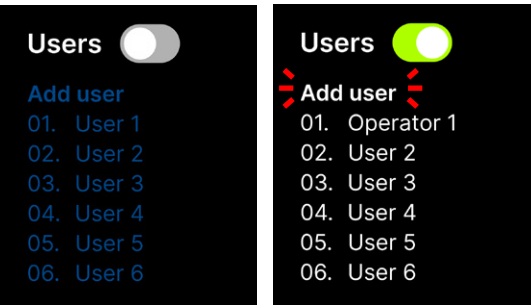 Users
Add user
01. User 1
02. User 2
03. User 3
04. User 4
05. User 5
06. User 6
Users
Add user
01. Operator 1
02. User 2
03. User 3
04. User 4
05. User 5
06. User 6